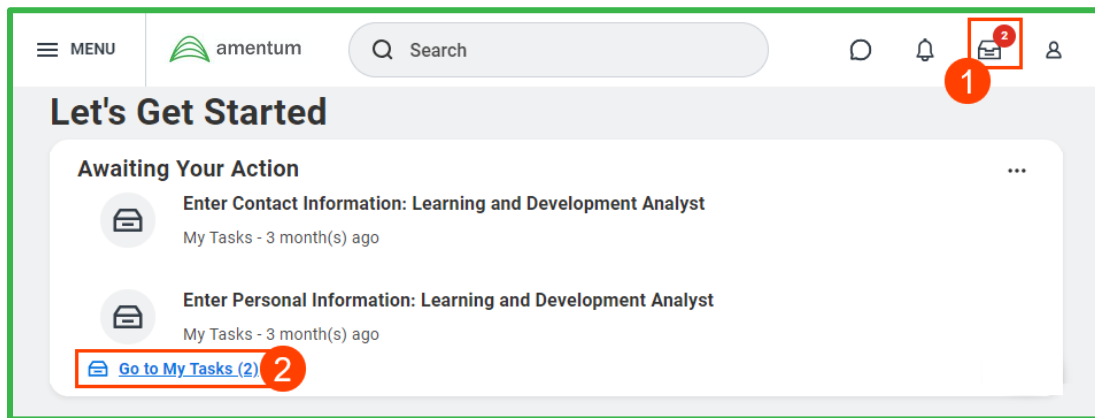 MENU
amentum
Search
2
1
Let's Get Started
Awaiting Your Action
...
Enter Contact Information: Learning and Development Analyst
My Tasks - 3 month(s) ago
Enter Personal Information: Learning and Development Analyst
My Tasks - 3 month(s) ago
Go to My Tasks (2)
2